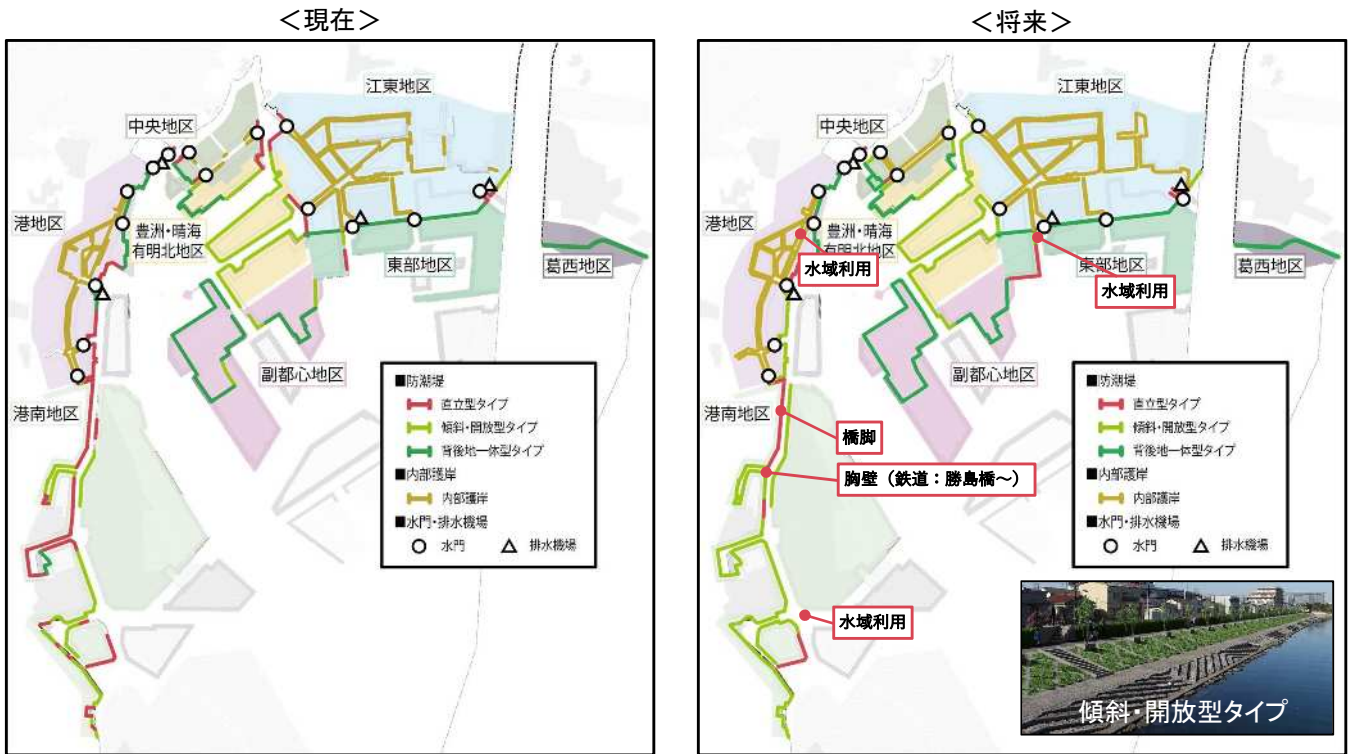 <現在>
江東地区
中央地区
港地区
豊洲・晴海
有明北地区
東部地区
葛西地区
副都心地区
港南地区
■防潮堤
直立型タイプ
傾斜・開放型タイプ
背後地一体型タイプ
■内部護岸
内部護岸
■水門・排水機場
水門
排水機場
<将来>
江東地区
中央地区
港地区
豊洲・晴海
有明北地区
水域利用
東部地区
水域利用
葛西地区
副都心地区
港南地区
橋脚
胸壁（鉄道：勝島橋～）
水域利用
■防潮堤
直立型タイプ
傾斜・開放型タイプ
背後地一体型タイプ
■内部護岸
内部護岸
■水門・排水機場
水門
排水機場
傾斜・開放型タイプ